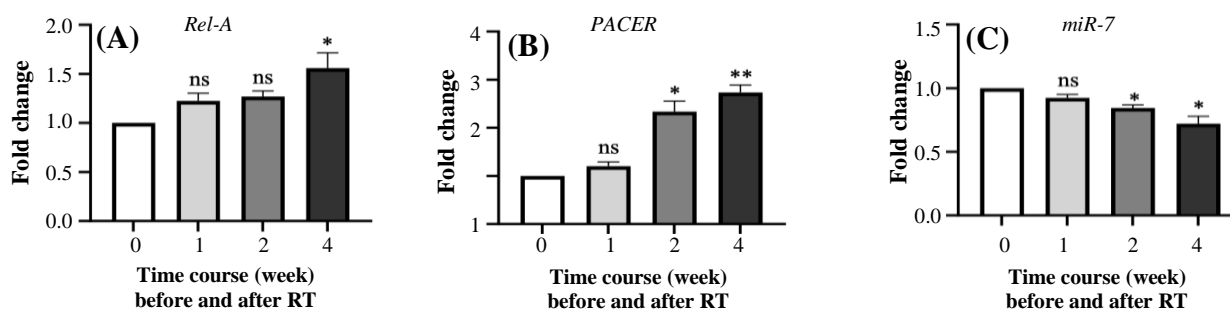 (A)
Rel-A
Fold change
2.0
1.5
1.0
0.5
0.0
ns
ns
*
0 1 2 4
Time course (week)
before and after RT
(B)
PACER
Fold change
4
3
2
1
ns
*
**
0 1 2 4
Time course (week)
before and after RT
(C)
miR-7
Fold change
1.5
1.0
0.5
0.0
ns
*
*
0 1 2 4
Time course (week)
before and after RT